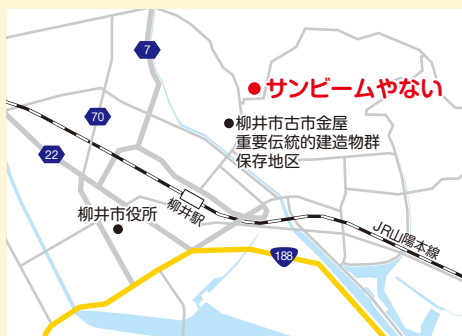 7
サンビームやない
70
柳井市古市金屋
重要伝統的建造物群
保存地区
22
柳井駅
柳井市役所
JR山陽本線
188